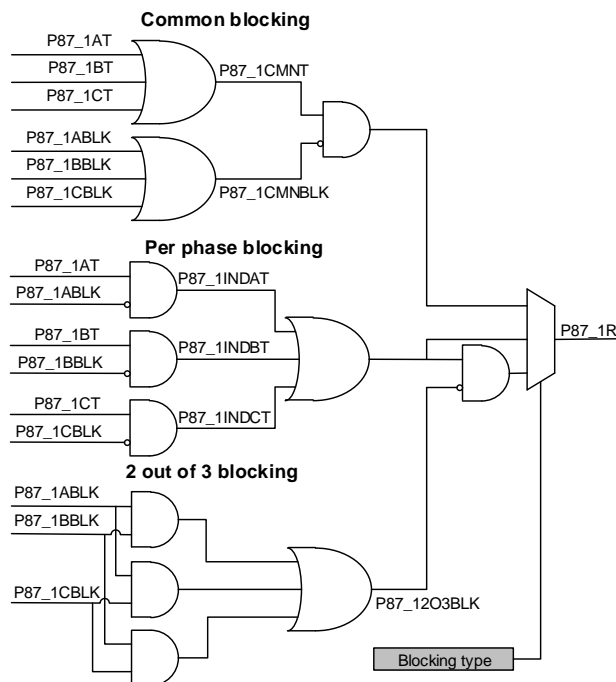 Common blocking
P87_1AT
P87_1BT
P87_1CT
P87_1CMNT
P87_1ABLK
P87_1BBLK
P87_1CBLK
P87_1CMNBLK
Per phase blocking
P87_1AT
P87_1ABLK
P87_1INDAT
P87_1BT
P87_1BBLK
P87_1INDBT
P87_1R
P87_1CT
P87_1CBLK
P87_1INDCT
2 out of 3 blocking
P87_1ABLK
P87_1BBLK
P87_1CBLK
P87_12O3BLK
Blocking type